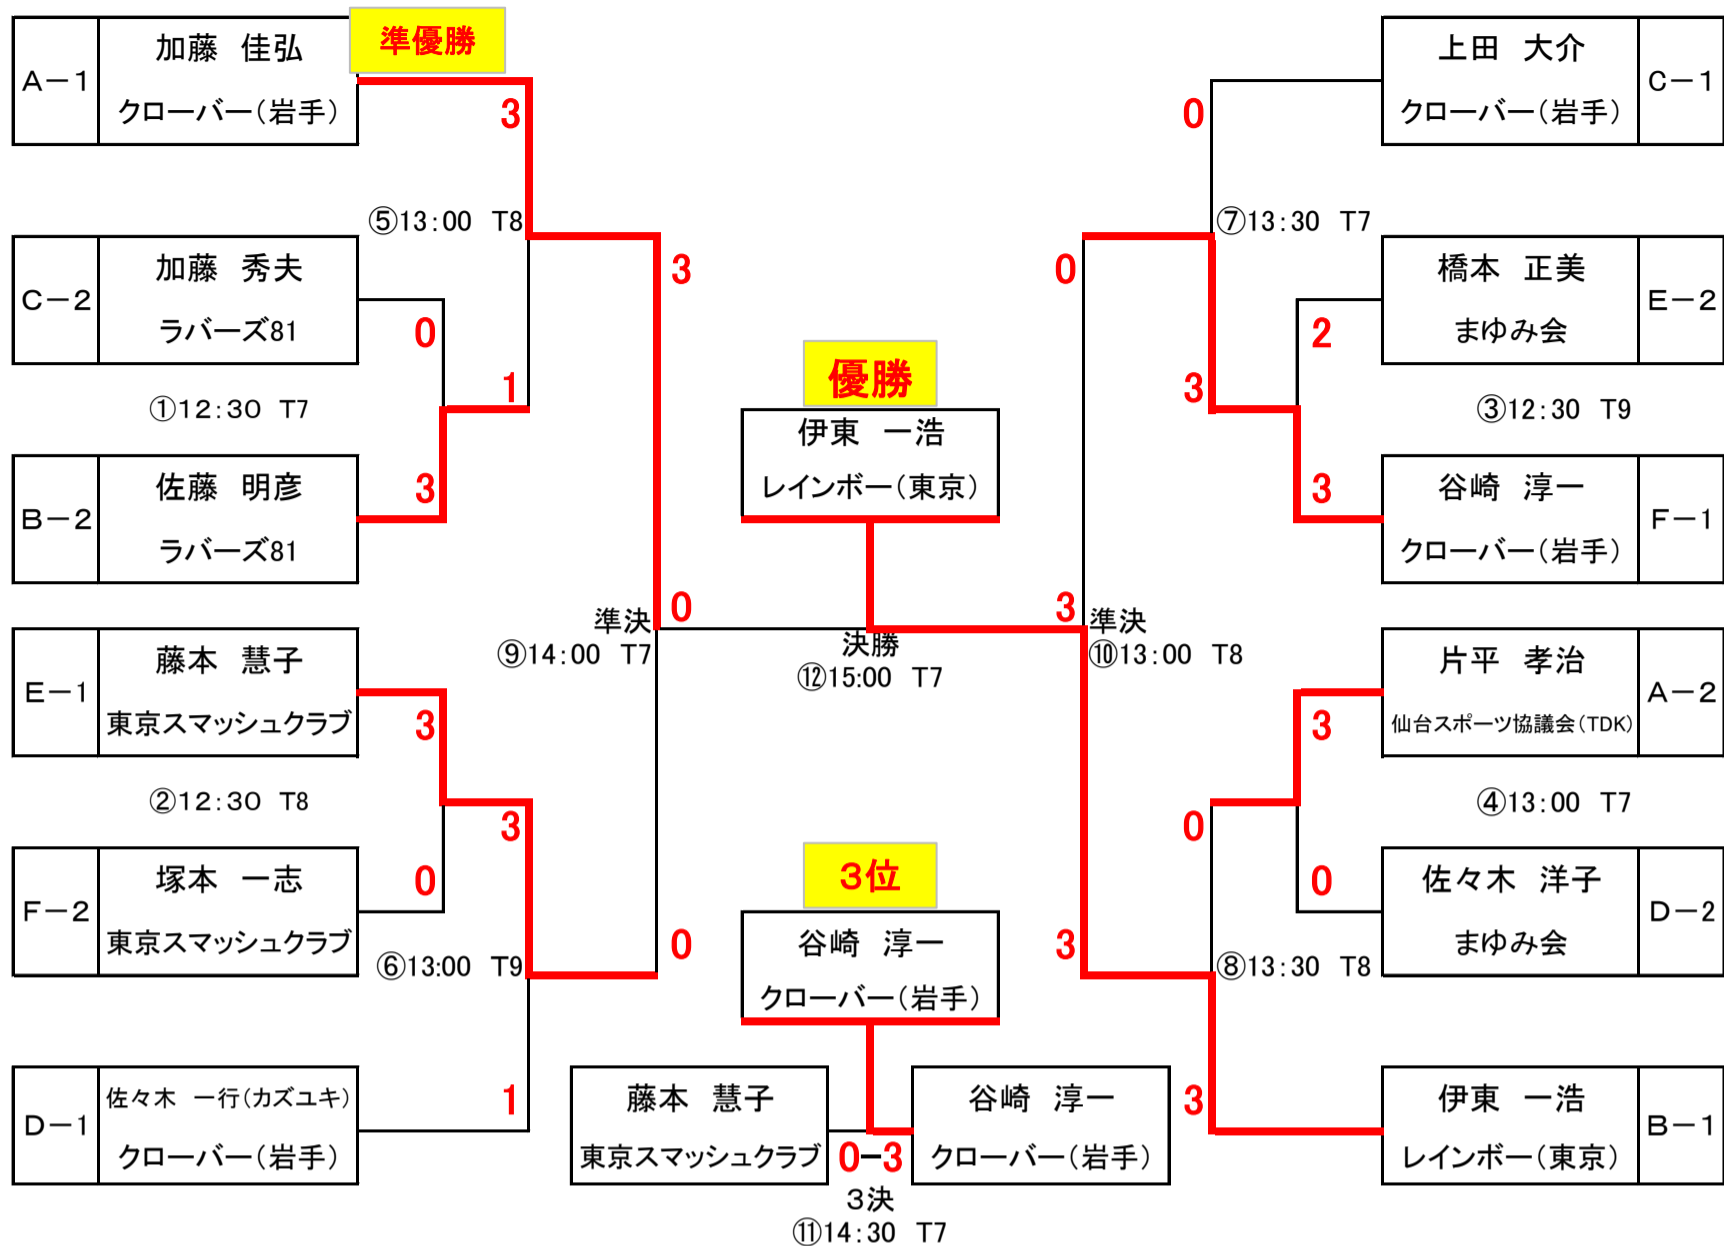 A－1
加藤　佳弘
クローバー（岩手）
準優勝
3
⑤13:00 T8
C－2
加藤　秀夫
ラバーズ81
0
①12:30 T7
1
B－2
佐藤　明彦
ラバーズ81
3
3
E－1
藤本　慧子
東京スマッシュクラブ
3
②12:30 T8
3
F－2
塚本　一志
東京スマッシュクラブ
0
⑥13:00 T9
D－1
佐々木　一行（カズユキ）
クローバー（岩手）
1
準決
⑨14:00 T7
0
0
優勝
伊東　一浩
レインボー（東京）
決勝
⑫15:00 T7
3位
谷崎　淳一
クローバー（岩手）
藤本　慧子
東京スマッシュクラブ
0－3
谷崎　淳一
クローバー（岩手）
3決
⑪14:30 T7
0
3
準決
⑩13:00 T8
3
上田　大介
クローバー（岩手）
C－1
0
⑦13:30 T7
橋本　正美
まゆみ会
E－2
2
③12:30 T9
3
谷崎　淳一
クローバー（岩手）
F－1
3
片平　孝治
仙台スポーツ協議会（TDK）
A－2
3
④13:00 T7
0
佐々木　洋子
まゆみ会
D－2
0
⑧13:30 T8
伊東　一浩
レインボー（東京）
B－1
3